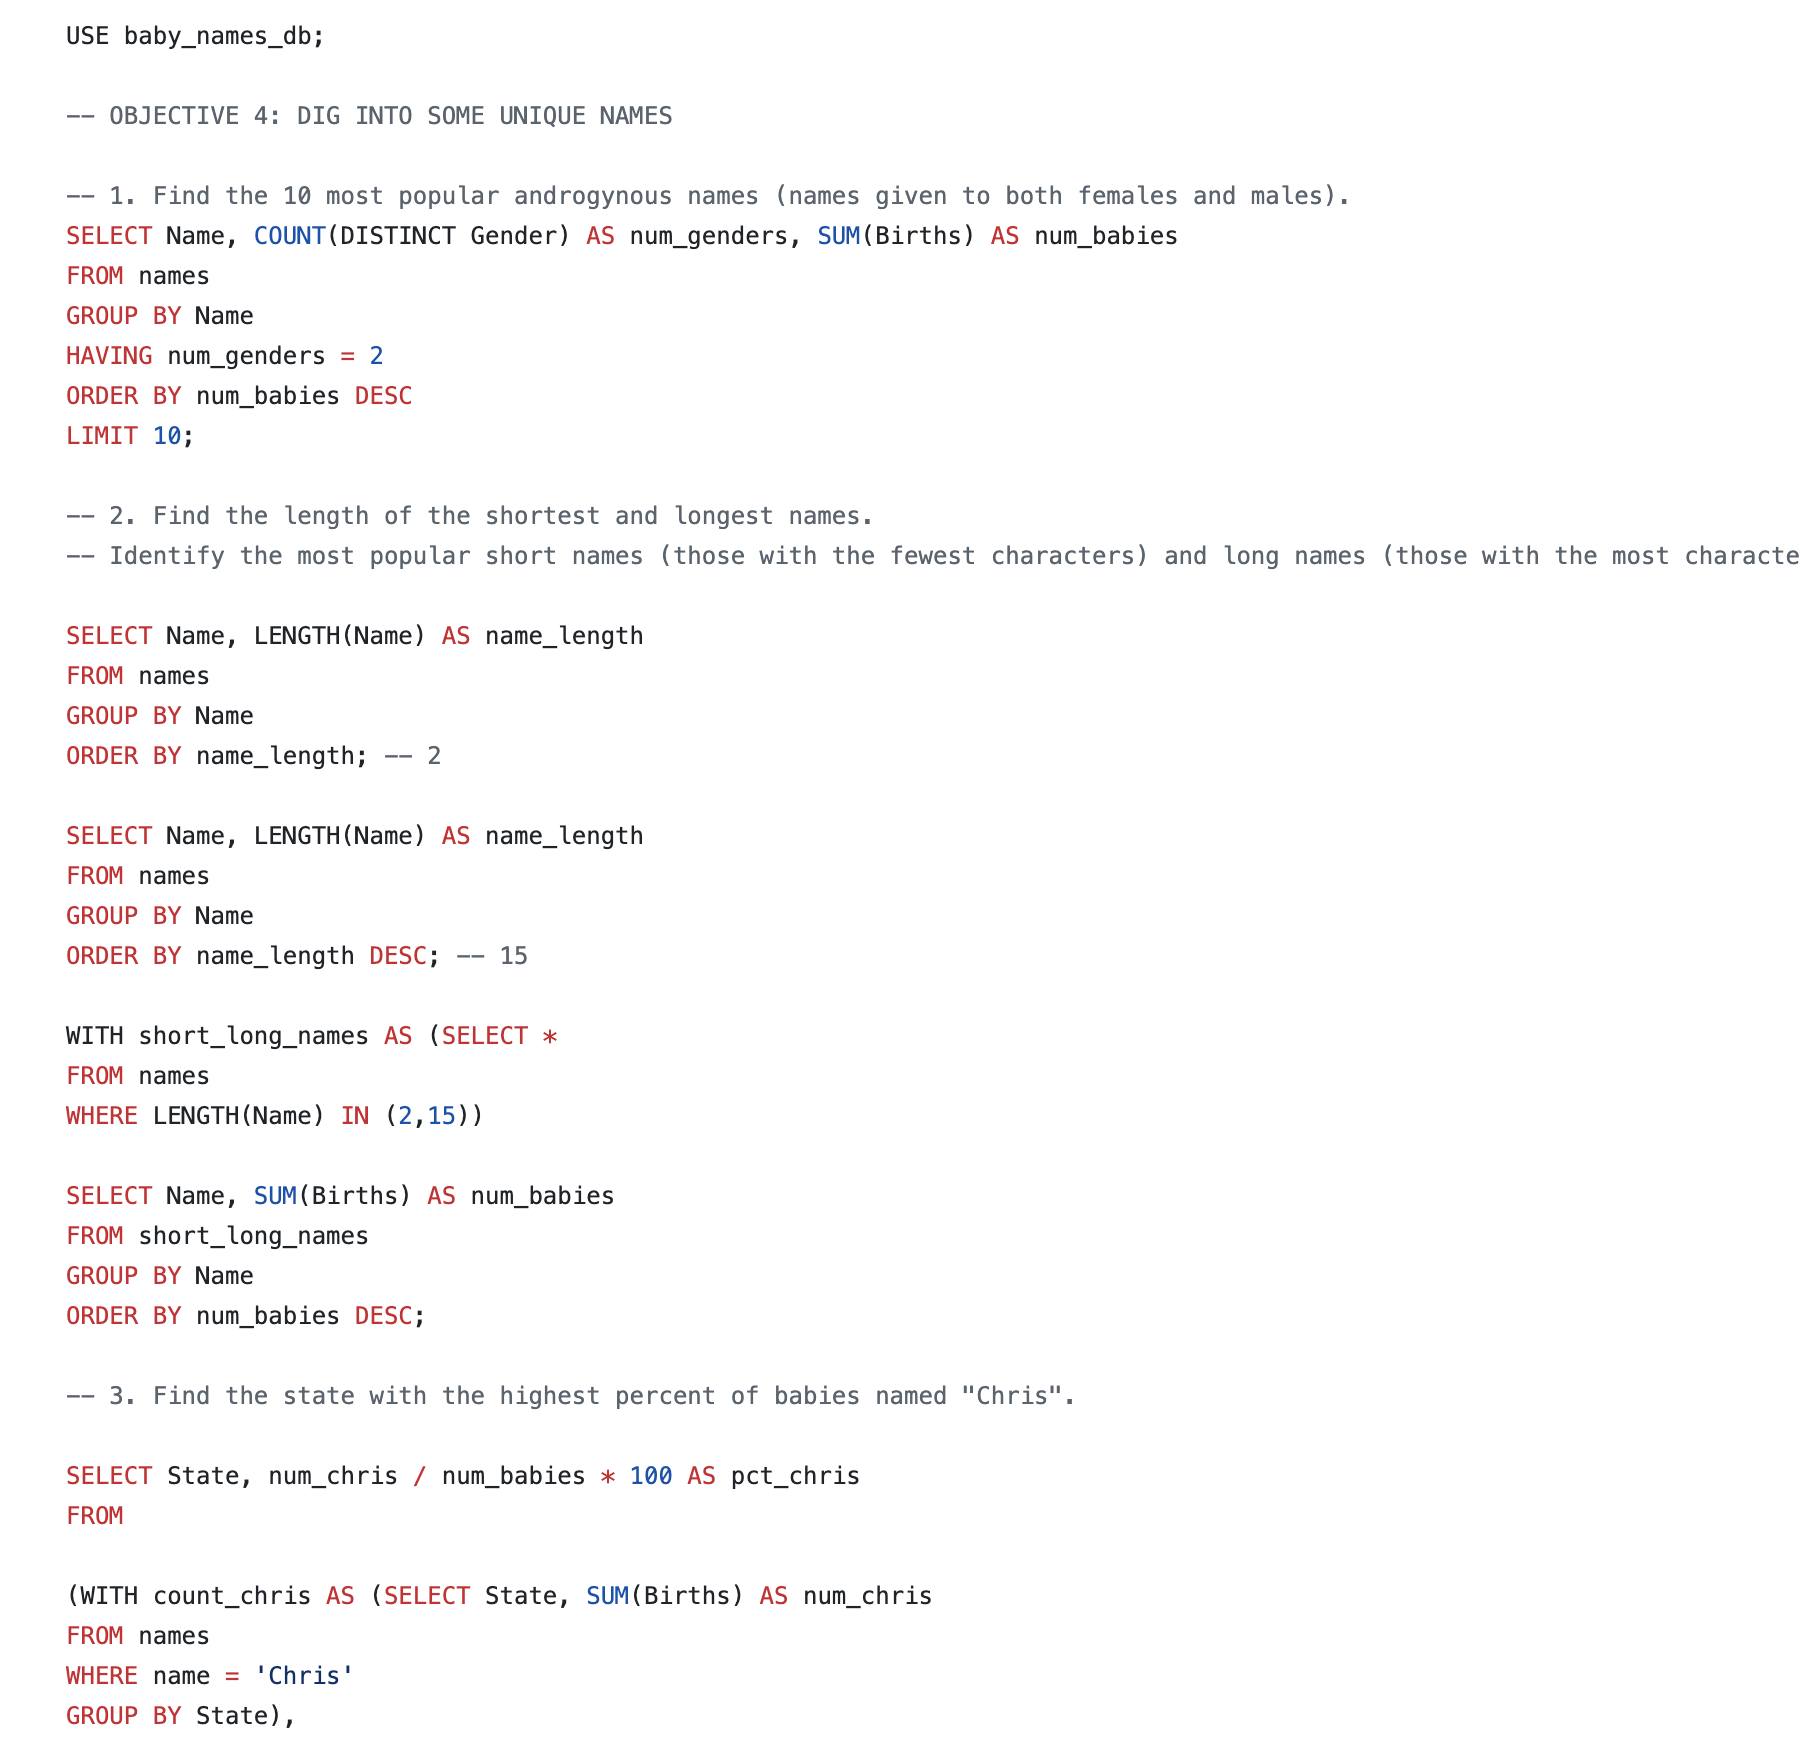 USE baby_names_db;
-- OBJECTIVE 4: DIG INTO SOME UNIQUE NAMES
-- 1. Find the 10 most popular androgynous names (names given to both females and males).
SELECT Name, COUNT(DISTINCT Gender) AS num_genders, SUM(Births) AS num_babies
FROM names
GROUP BY Name
HAVING num_genders = 2
ORDER BY num_babies DESC
LIMIT 10;
-- 2. Find the length of the shortest and longest names.
-- Identify the most popular short names (those with the fewest characters) and long names (those with the most characte
SELECT Name, LENGTH(Name) AS name_length
FROM names
GROUP BY Name
ORDER BY name_length; -- 2
SELECT Name, LENGTH(Name) AS name_length
FROM names
GROUP BY Name
ORDER BY name_length DESC; -- 15
WITH short_long_names AS (SELECT *
FROM names
WHERE LENGTH(Name) IN (2,15))
SELECT Name, SUM(Births) AS num_babies
FROM short_long_names
GROUP BY Name
ORDER BY num_babies DESC;
-- 3. Find the state with the highest percent of babies named "Chris".
SELECT State, num_chris / num_babies * 100 AS pct_chris
FROM
(WITH count_chris AS (SELECT State, SUM(Births) AS num_chris
FROM names
WHERE name = 'Chris'
GROUP BY State),